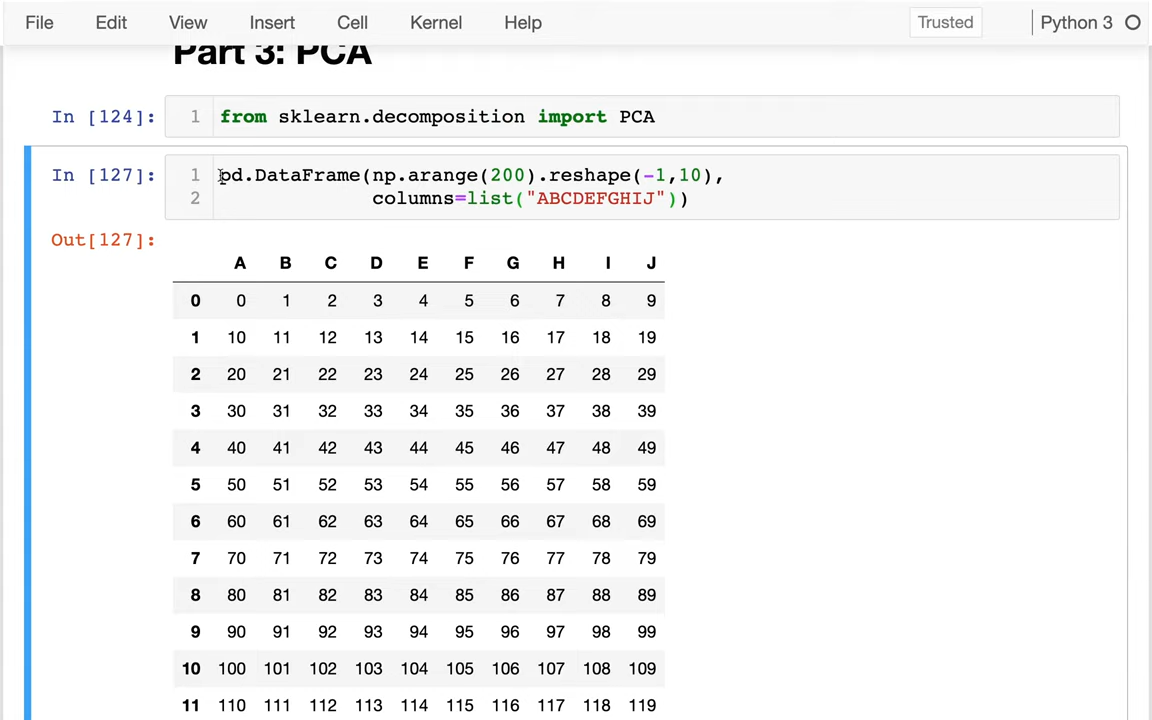 File Edit View Insert Cell Kernel Help Trusted Python 3
Part 3: PCA
In [124]: 1 from sklearn.decomposition import PCA
In [127]: 1 pd.DataFrame(np.arange(200).reshape(-1,10),
2 columns=list("ABCDEFGHIJ"))
Out[127]:
A B C D E F G H I J
0 0 1 2 3 4 5 6 7 8 9
1 10 11 12 13 14 15 16 17 18 19
2 20 21 22 23 24 25 26 27 28 29
3 30 31 32 33 34 35 36 37 38 39
4 40 41 42 43 44 45 46 47 48 49
5 50 51 52 53 54 55 56 57 58 59
6 60 61 62 63 64 65 66 67 68 69
7 70 71 72 73 74 75 76 77 78 79
8 80 81 82 83 84 85 86 87 88 89
9 90 91 92 93 94 95 96 97 98 99
10 100 101 102 103 104 105 106 107 108 109
11 110 111 112 113 114 115 116 117 118 119